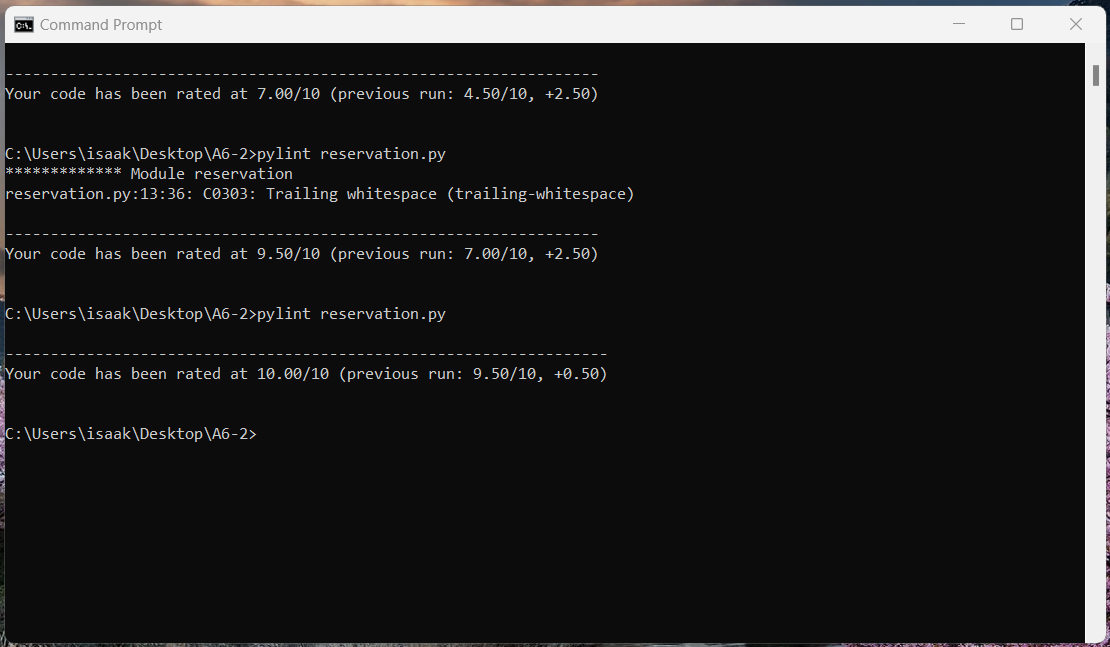 Command Prompt
------------------------------------------------------------------
Your code has been rated at 7.00/10 (previous run: 4.50/10, +2.50)
C:\Users\isaak\Desktop\A6-2>pylint reservation.py
************* Module reservation
reservation.py:13:36: C0303: Trailing whitespace (trailing-whitespace)
------------------------------------------------------------------
Your code has been rated at 9.50/10 (previous run: 7.00/10, +2.50)
C:\Users\isaak\Desktop\A6-2>pylint reservation.py
-------------------------------------------------------------------
Your code has been rated at 10.00/10 (previous run: 9.50/10, +0.50)
C:\Users\isaak\Desktop\A6-2>